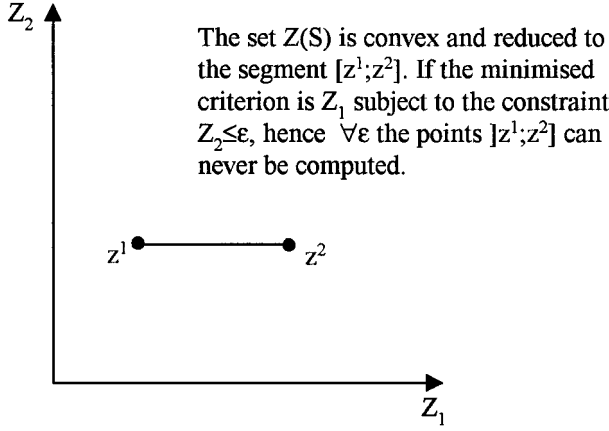 Z₂
The set Z(S) is convex and reduced to
the segment [z¹;z²]. If the minimised
criterion is Z₁ subject to the constraint
Z₂≤ε, hence ∀ε the points ]z¹;z²] can
never be computed.
z¹
z²
Z₁